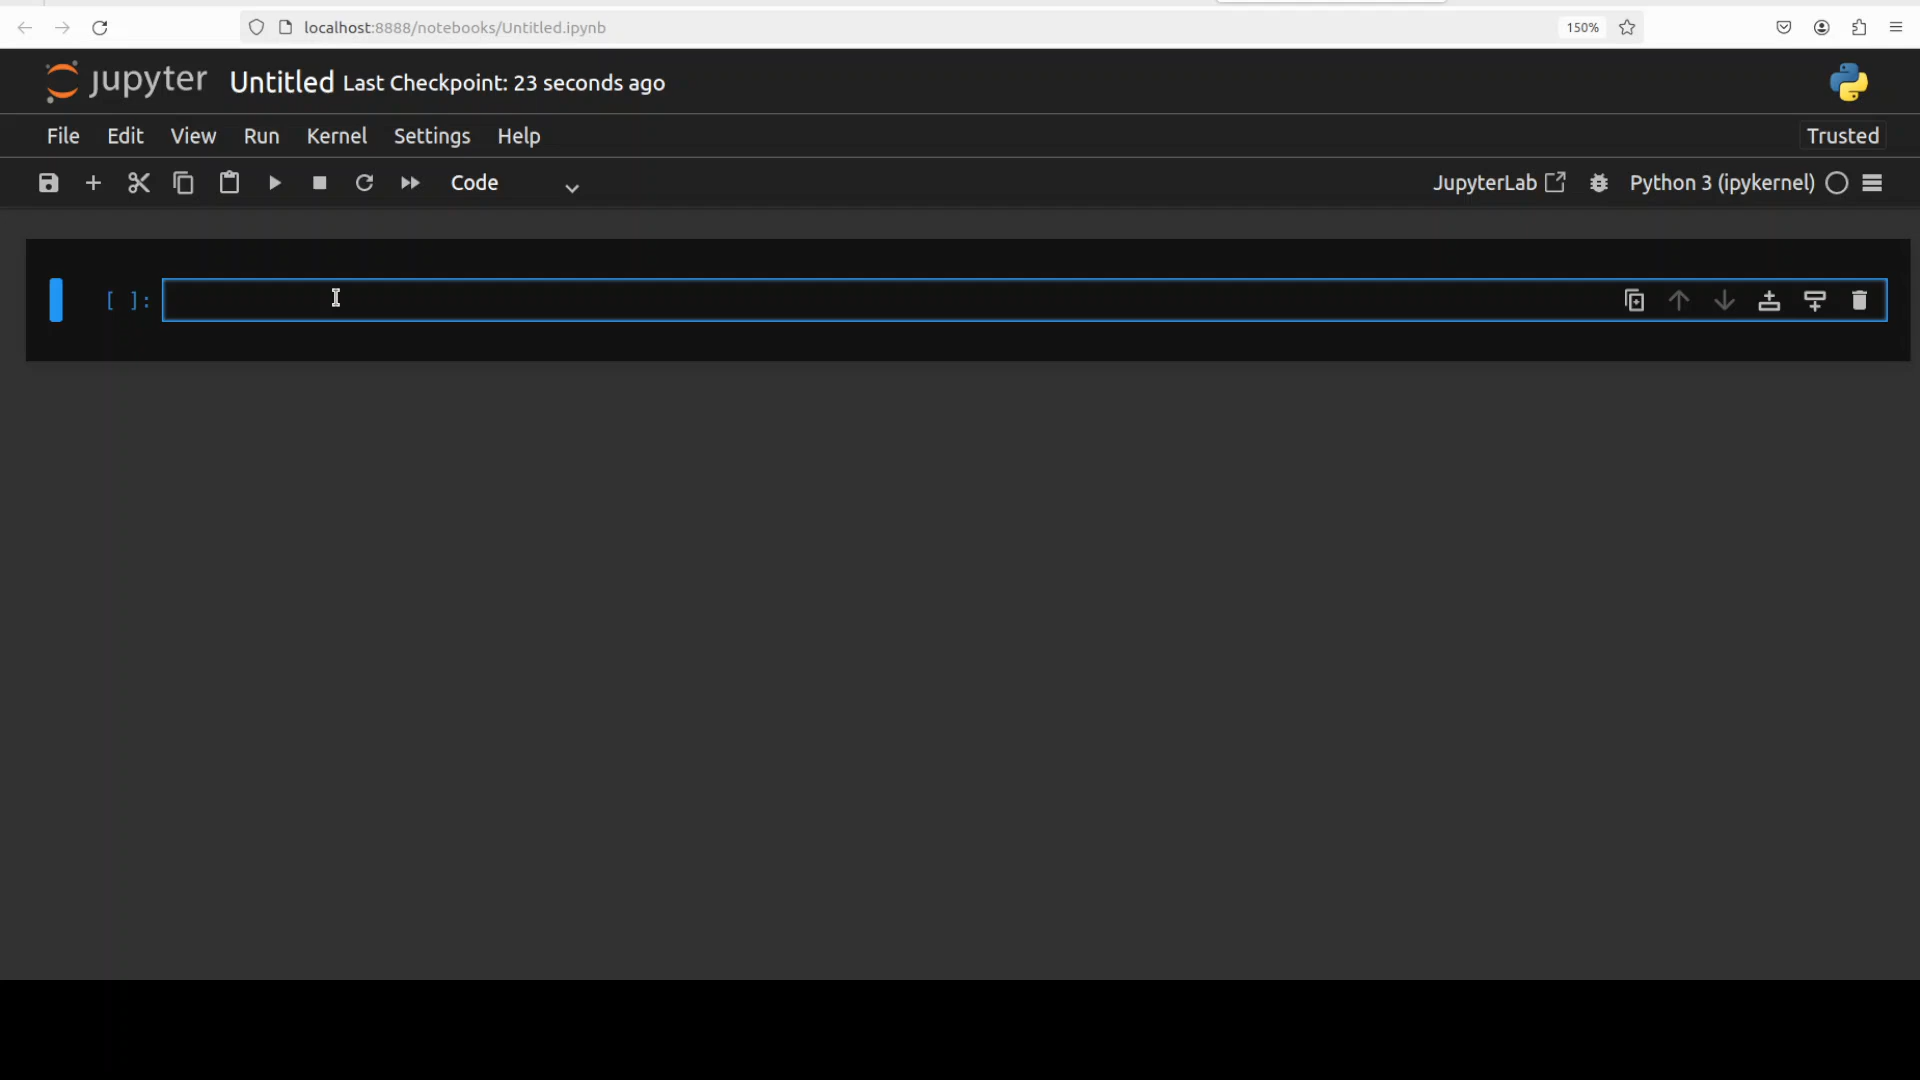 localhost:8888/notebooks/Untitled.ipynb 150%
jupyter Untitled Last Checkpoint: 23 seconds ago
File Edit View Run Kernel Settings Help Trusted
Code JupyterLab Python 3 (ipykernel)
[ ]: